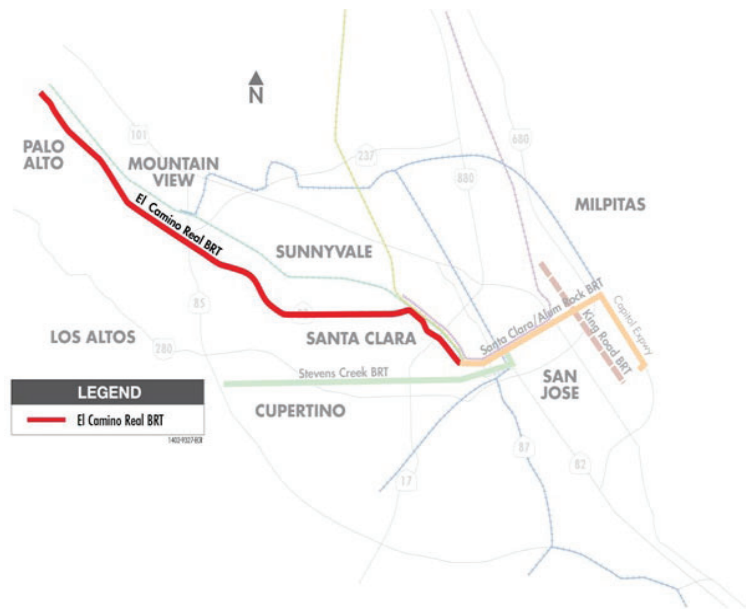 N
PALO
ALTO
101
MOUNTAIN
VIEW
237
680
880
MILPITAS
El Camino Real BRT
SUNNYVALE
85
LOS ALTOS
280
SANTA CLARA
Santa Clara/Alum Rock BRT
Capitol Expwy
King Road BRT
Stevens Creek BRT
SAN
JOSE
LEGEND
El Camino Real BRT
CUPERTINO
87
82
17